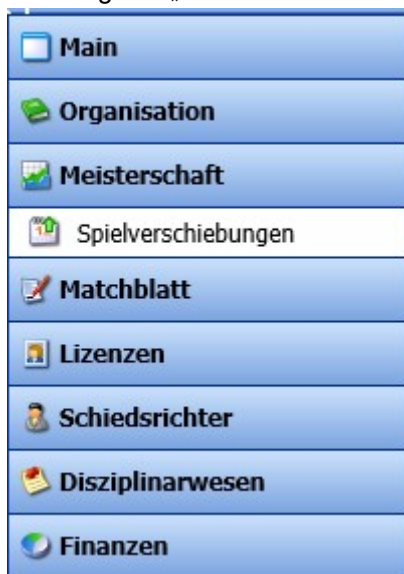 Main
Organisation
Meisterschaft
Spielverschiebungen
Matchblatt
Lizenzen
Schiedsrichter
Disziplinarwesen
Finanzen